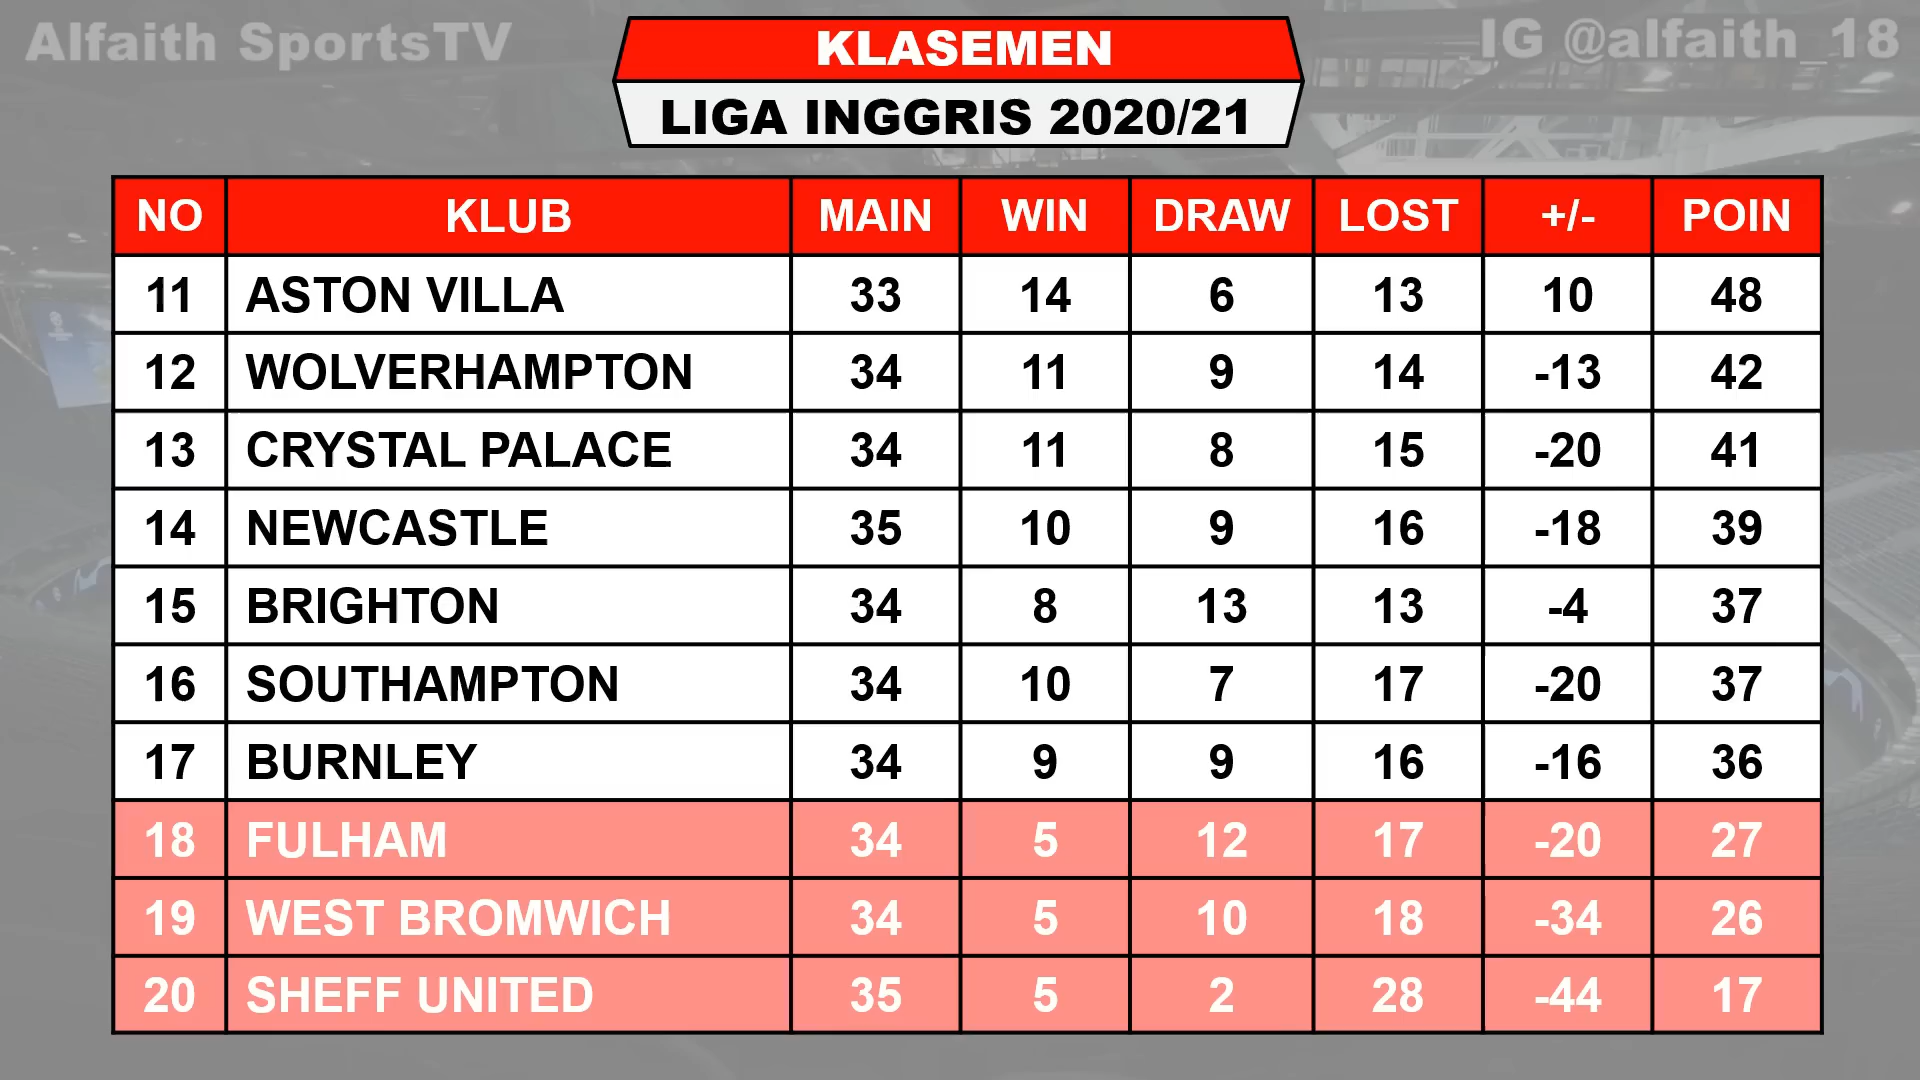 Alfaith SportsTV
KLASEMEN
IG @alfaith_18
LIGA INGGRIS 2020/21
NO KLUB MAIN WIN DRAW LOST +/- POIN
11 ASTON VILLA 33 14 6 13 10 48
12 WOLVERHAMPTON 34 11 9 14 -13 42
13 CRYSTAL PALACE 34 11 8 15 -20 41
14 NEWCASTLE 35 10 9 16 -18 39
15 BRIGHTON 34 8 13 13 -4 37
16 SOUTHAMPTON 34 10 7 17 -20 37
17 BURNLEY 34 9 9 16 -16 36
18 FULHAM 34 5 12 17 -20 27
19 WEST BROMWICH 34 5 10 18 -34 26
20 SHEFF UNITED 35 5 2 28 -44 17